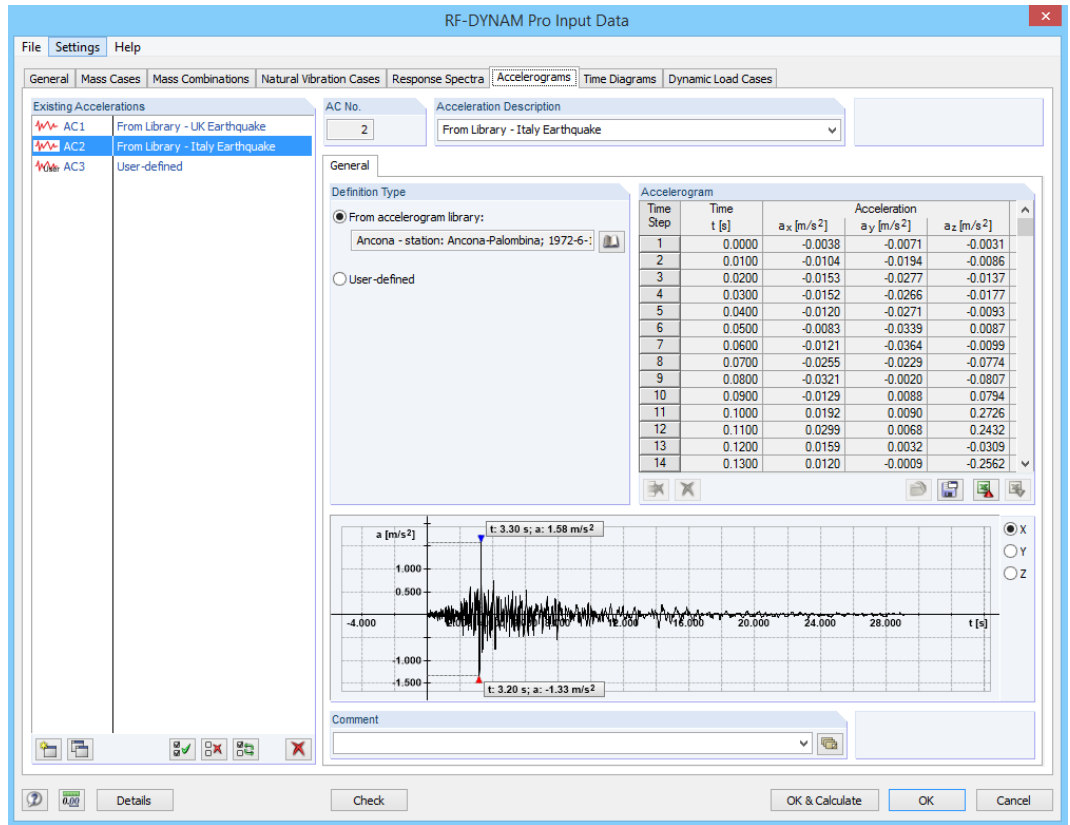 RF-DYNAM Pro Input Data
File Settings Help
General Mass Cases Mass Combinations Natural Vibration Cases Response Spectra Accelerograms Time Diagrams Dynamic Load Cases
Existing Accelerations
AC1 From Library - UK Earthquake
AC2 From Library - Italy Earthquake
AC3 User-defined
AC No.
2
Acceleration Description
From Library - Italy Earthquake
General
Definition Type
From accelerogram library:
Ancona - station: Ancona-Palombina; 1972-6-
User-defined
Accelerogram
Time Step Time t [s] Acceleration ax [m/s²] ay [m/s²] az [m/s²]
1 0.0000 -0.0038 -0.0071 -0.0031
2 0.0100 -0.0104 -0.0194 -0.0086
3 0.0200 -0.0153 -0.0277 -0.0137
4 0.0300 -0.0152 -0.0266 -0.0177
5 0.0400 -0.0120 -0.0271 -0.0093
6 0.0500 -0.0083 -0.0339 0.0087
7 0.0600 -0.0121 -0.0364 -0.0099
8 0.0700 -0.0255 -0.0229 -0.0774
9 0.0800 -0.0321 -0.0020 -0.0807
10 0.0900 -0.0129 0.0088 0.0794
11 0.1000 0.0192 0.0090 0.2726
12 0.1100 0.0299 0.0068 0.2432
13 0.1200 0.0159 0.0032 -0.0309
14 0.1300 0.0120 -0.0009 -0.2562
a [m/s²]
t: 3.30 s; a: 1.58 m/s²
X
Y
Z
1.000
0.500
-4.000 12.000 16.000 20.000 24.000 28.000 t [s]
-1.000
-1.500
t: 3.20 s; a: -1.33 m/s²
Comment
0.00 Details Check OK & Calculate OK Cancel